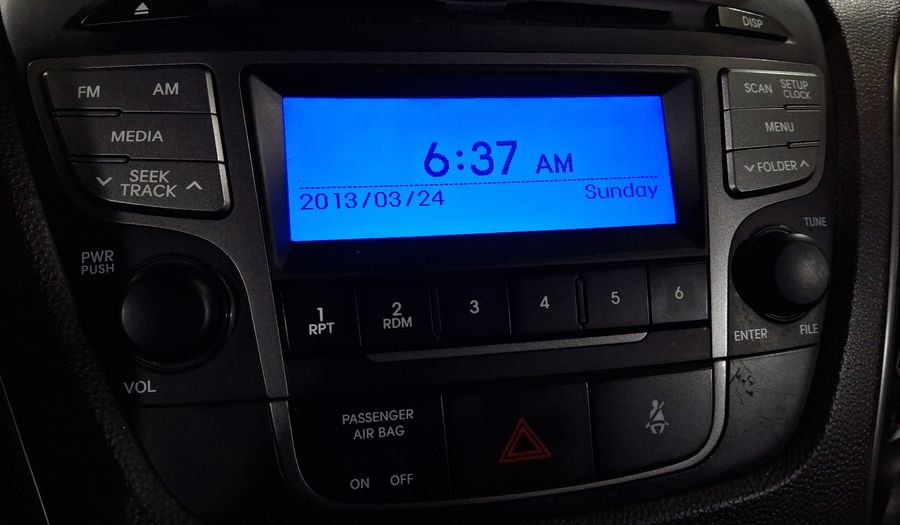 DISP
FM AM
MEDIA
SEEK
TRACK
SCAN SETUP
CLOCK
MENU
FOLDER
6:37 AM
2013/03/24 Sunday
PWR
PUSH
VOL
TUNE
ENTER FILE
1
RPT
2
RDM
3
4
5
6
PASSENGER
AIR BAG
ON OFF